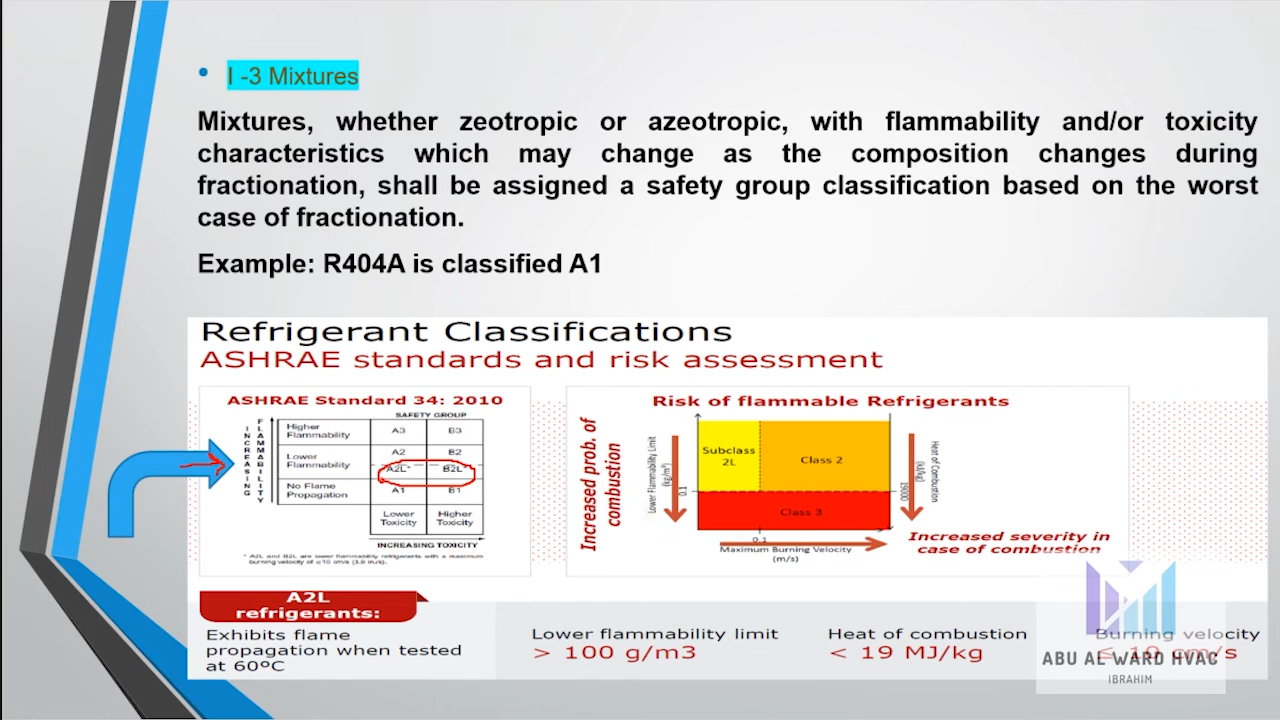 I -3 Mixtures
Mixtures, whether zeotropic or azeotropic, with flammability and/or toxicity
characteristics which may change as the composition changes during
fractionation, shall be assigned a safety group classification based on the worst
case of fractionation.
Example: R404A is classified A1
Refrigerant Classifications
ASHRAE standards and risk assessment
ASHRAE Standard 34: 2010
SAFETY GROUP
INCREASING
FLAMMABILITY
Higher
Flammability
A3
B3
Lower
Flammability
A2
B2
A2L*
B2L
No Flame
Propagation
A1
B1
Lower
Toxicity
Higher
Toxicity
INCREASING TOXICITY
* A2L and B2L are lower flammability refrigerants with a maximum
burning velocity of ≤10 cm/s (3.9 in/s).
Risk of flammable Refrigerants
Increased prob. of
combustion
Lower Flammability Limit
(kg/m³)
0.1
Subclass
2L
Class 2
Class 3
0.1
Maximum Burning Velocity
(m/s)
Heat of Combustion
(kJ/kg)
19000
Increased severity in
case of combustion
A2L
refrigerants:
Exhibits flame
propagation when tested
at 60ºC
Lower flammability limit
> 100 g/m3
Heat of combustion
< 19 MJ/kg
Burning velocity
≤ 10 cm/s
ABU AL WARD HVAC
IBRAHIM